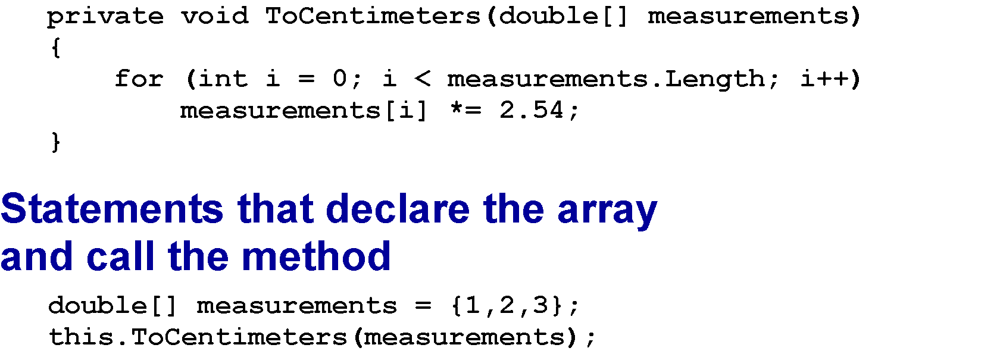 private void ToCentimeters(double[] measurements)
{
    for (int i = 0; i < measurements.Length; i++)
        measurements[i] *= 2.54;
}
Statements that declare the array
and call the method
double[] measurements = {1,2,3};
this.ToCentimeters(measurements);